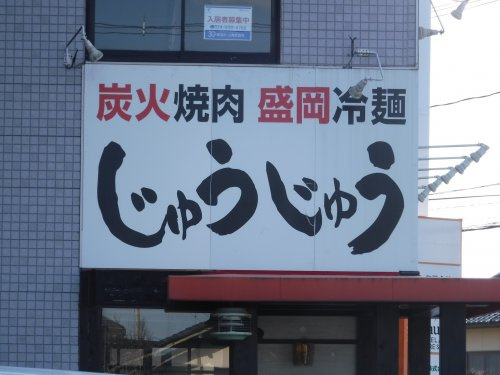 入居者募集中
炭火焼肉 盛岡冷麺
じゅうじゅう